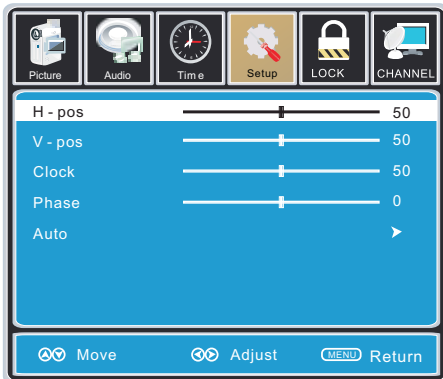 Picture Audio Time Setup LOCK CHANNEL
H - pos 50
V - pos 50
Clock 50
Phase 0
Auto
Move Adjust MENU Return